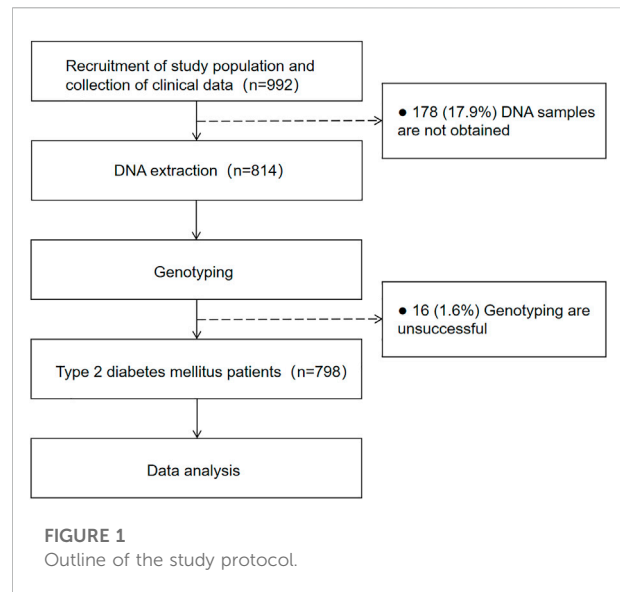 Recruitment of study population and
collection of clinical data（n=992）
● 178 (17.9%) DNA samples
are not obtained
DNA extraction（n=814）
Genotyping
● 16 (1.6%) Genotyping are
unsuccessful
Type 2 diabetes mellitus patients（n=798）
Data analysis
FIGURE 1
Outline of the study protocol.